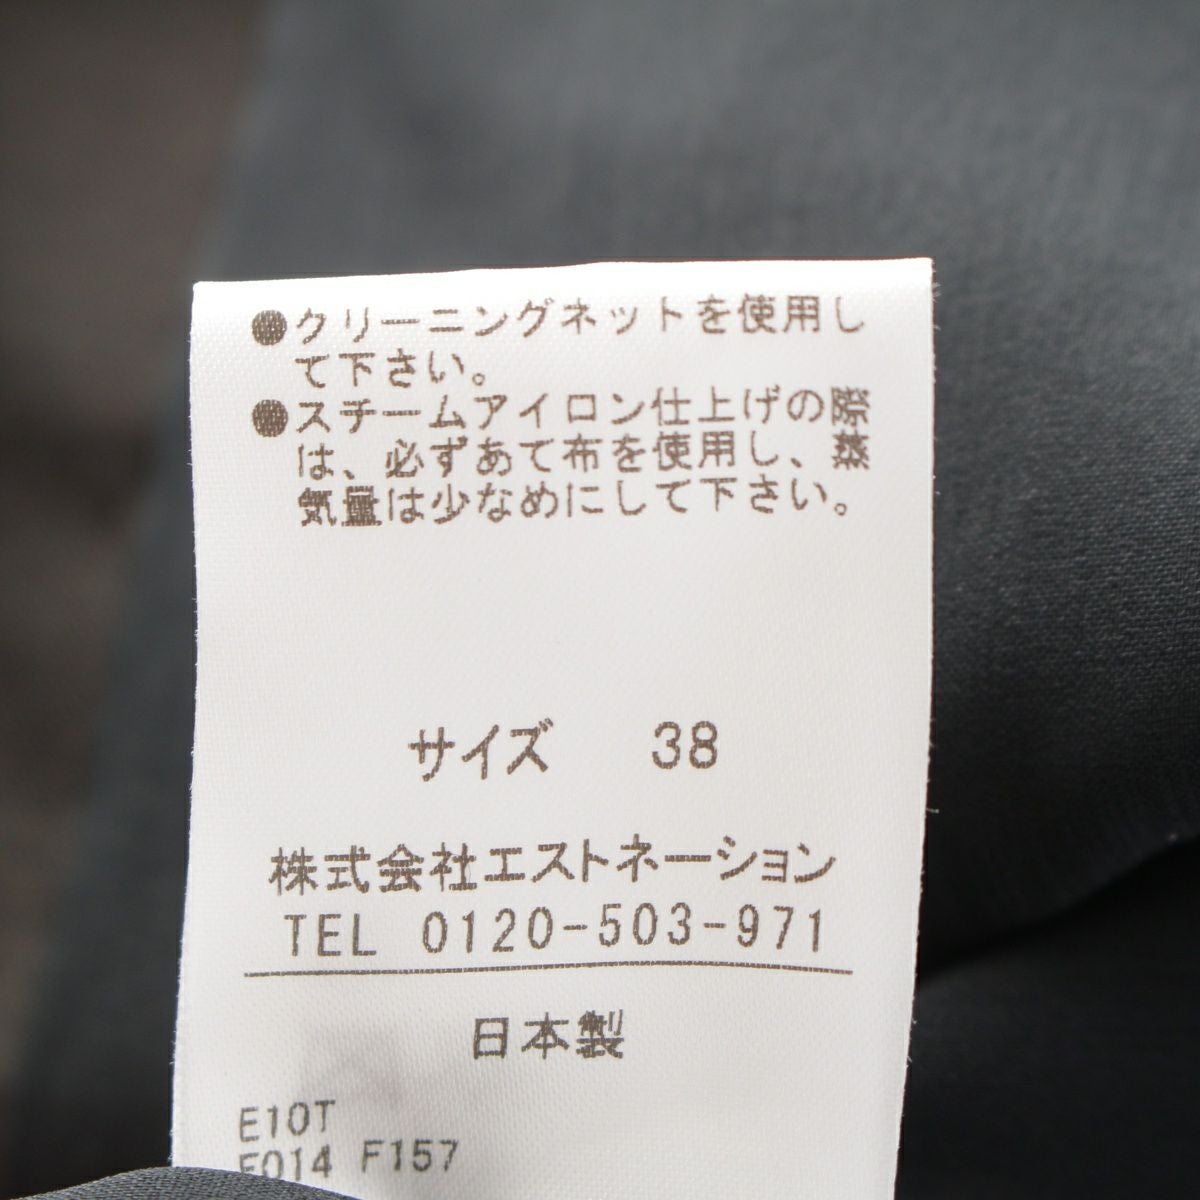 ●クリーニングネットを使用し
て下さい。
●スチームアイロン仕上げの際
は、必ずあて布を使用し、蒸
気量は少なめにして下さい。
サイズ 38
株式会社エストネーション
TEL 0120-503-971
日本製
E10T
F014 F157